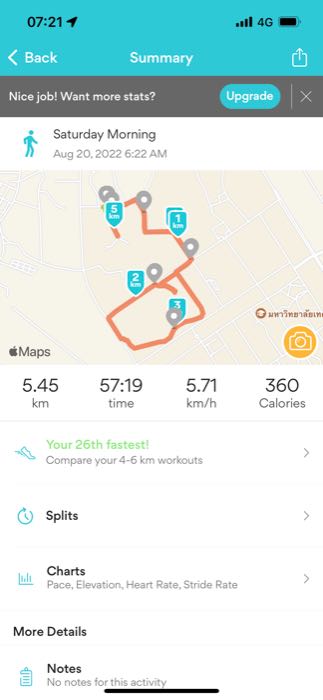 07:21
4G
Back
Summary
Nice job! Want more stats?
Upgrade
Saturday Morning
Aug 20, 2022 6:22 AM
5
km
1
km
2
km
3
มหาวิทยาลัยเทค
Maps
5.45
57:19
5.71
360
km
time
km/h
Calories
Your 26th fastest!
Compare your 4-6 km workouts
Splits
Charts
Pace, Elevation, Heart Rate, Stride Rate
More Details
Notes
No notes for this activity